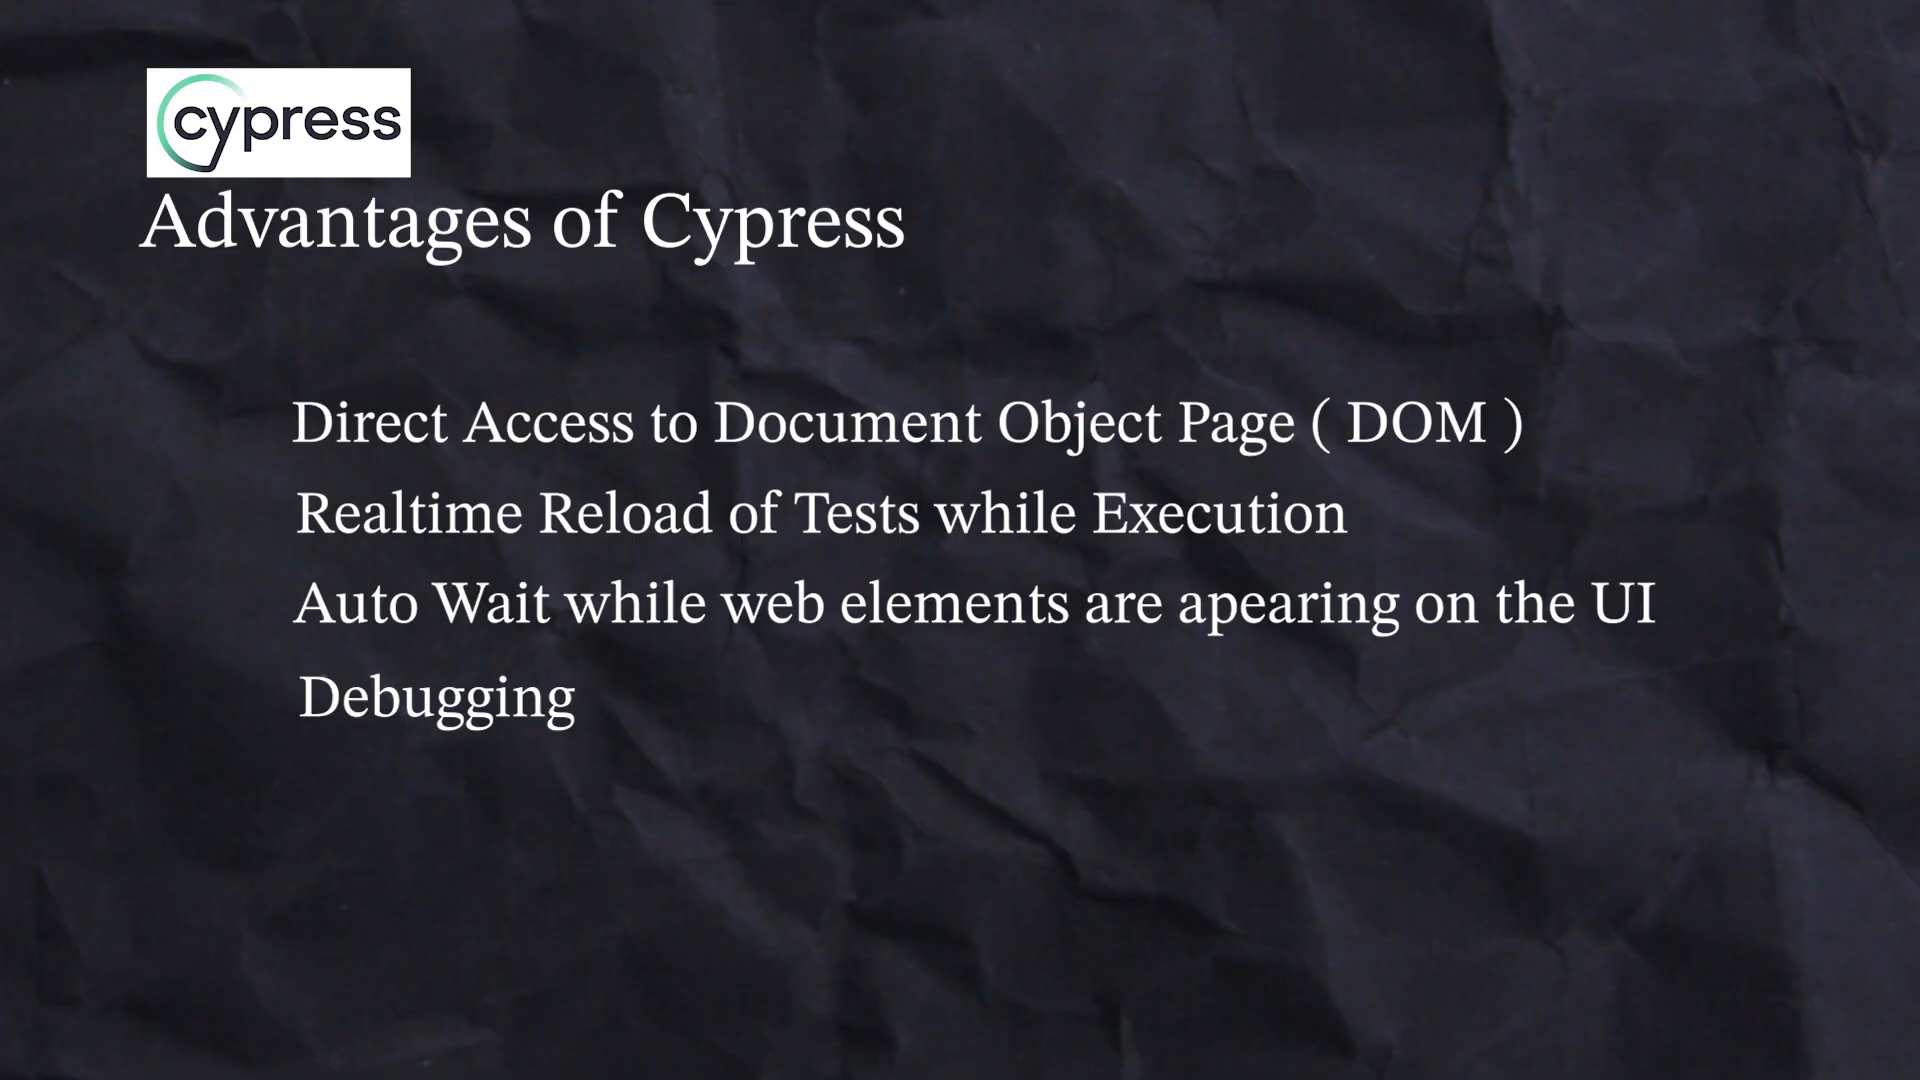 cypress
Advantages of Cypress
Direct Access to Document Object Page ( DOM )
Realtime Reload of Tests while Execution
Auto Wait while web elements are apearing on the UI
Debugging